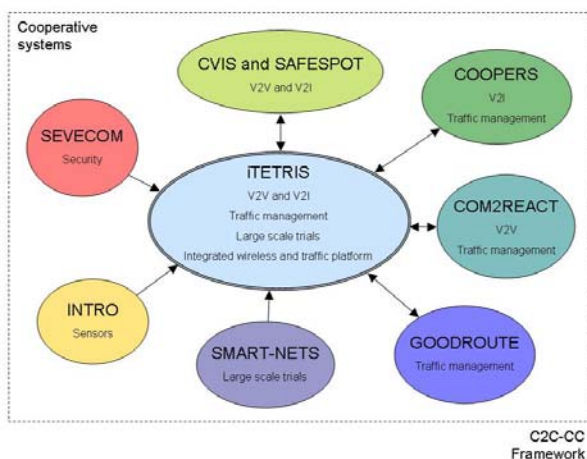 Cooperative
systems
CVIS and SAFESPOT
V2V and V2I
COOPERS
V2I
Traffic management
SEVECOM
Security
iTETRIS
V2V and V2I
Traffic management
Large scale trials
Integrated wireless and traffic platform
COM2REACT
V2V
Traffic management
INTRO
Sensors
SMART-NETS
Large scale trials
GOODROUTE
Traffic management
C2C-CC
Framework